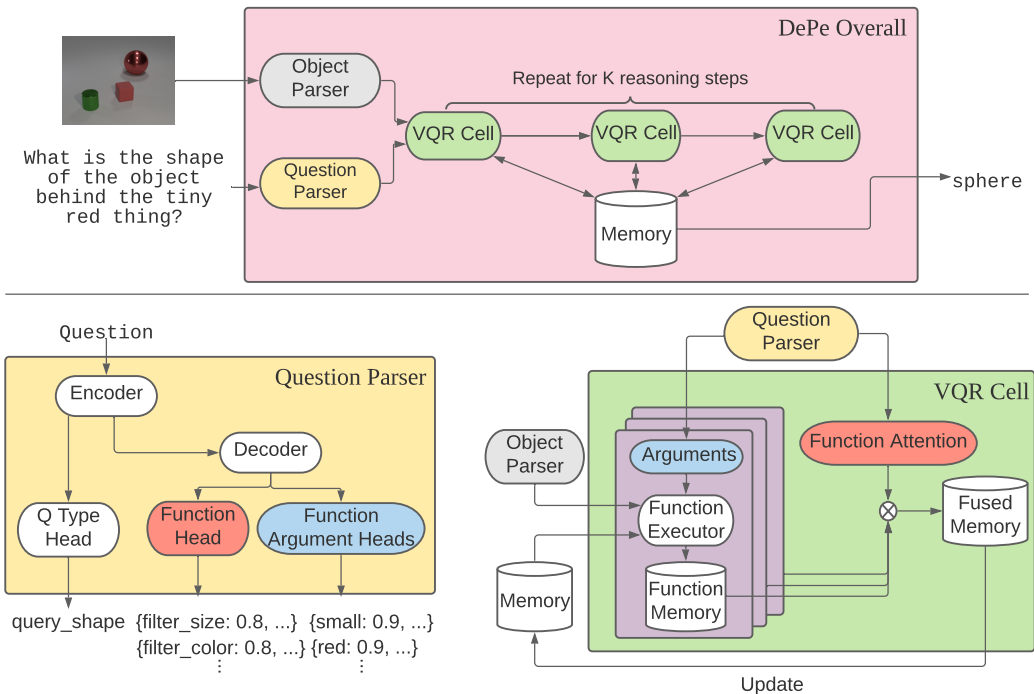 DePe Overall
Object
Parser
Repeat for K reasoning steps
VQR Cell
VQR Cell
VQR Cell
What is the shape
of the object
behind the tiny
red thing?
Question
Parser
Memory
sphere
Question
Question Parser
Encoder
Decoder
Q Type
Head
Function
Head
Function
Argument Heads
query_shape
{filter_size: 0.8, ...}
{small: 0.9, ...}
{filter_color: 0.8, ...}
{red: 0.9, ...}
⋮
⋮
Question
Parser
VQR Cell
Object
Parser
Arguments
Function Attention
Function
Executor
Fused
Memory
Memory
Function
Memory
Update